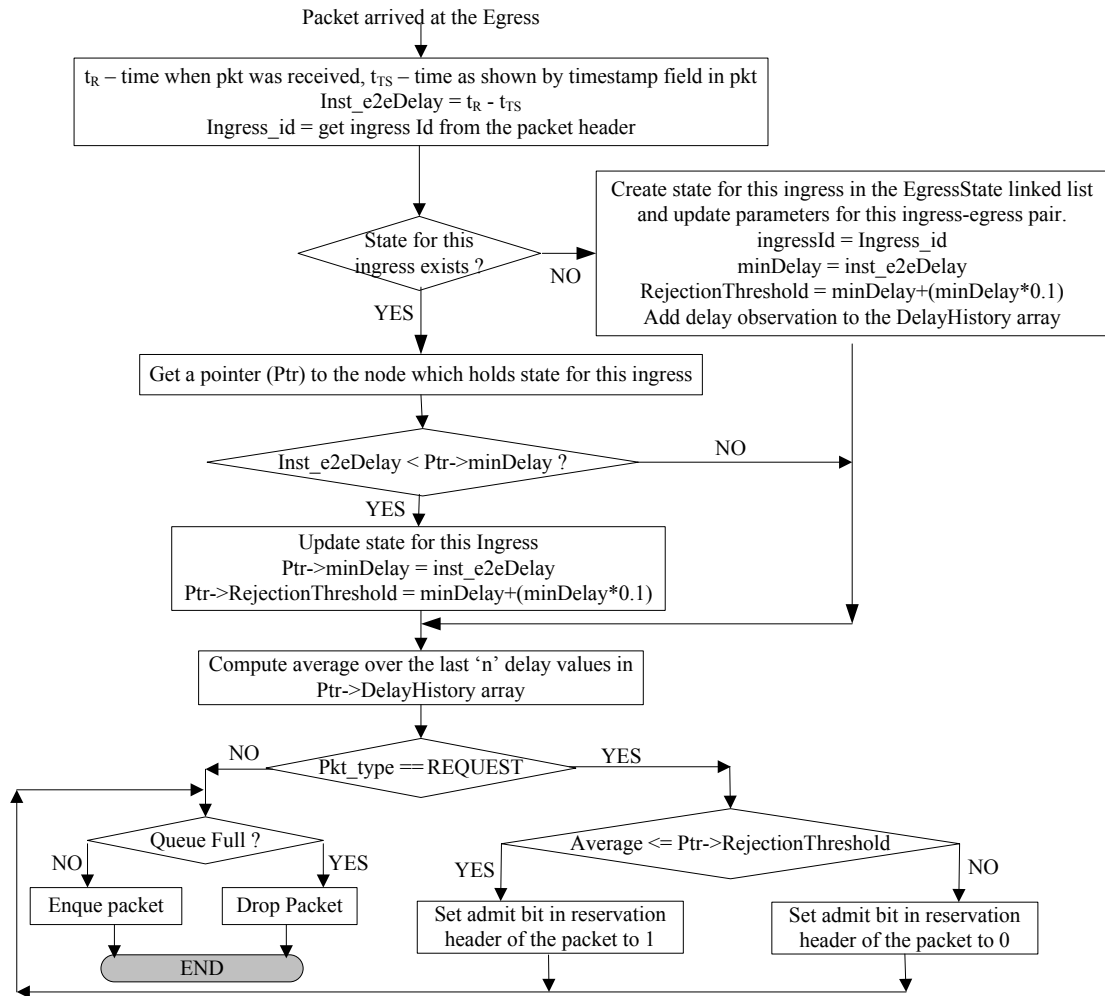 Packet arrived at the Egress
tR – time when pkt was received, tTS – time as shown by timestamp field in pkt
Inst_e2eDelay = tR - tTS
Ingress_id = get ingress Id from the packet header
Create state for this ingress in the EgressState linked list
and update parameters for this ingress-egress pair.
ingressId = Ingress_id
minDelay = inst_e2eDelay
RejectionThreshold = minDelay+(minDelay*0.1)
Add delay observation to the DelayHistory array
State for this
ingress exists ?
NO
YES
Get a pointer (Ptr) to the node which holds state for this ingress
Inst_e2eDelay < Ptr->minDelay ?
NO
YES
Update state for this Ingress
Ptr->minDelay = inst_e2eDelay
Ptr->RejectionThreshold = minDelay+(minDelay*0.1)
Compute average over the last ‘n’ delay values in
Ptr->DelayHistory array
NO
Pkt_type == REQUEST
YES
Queue Full ?
Average <= Ptr->RejectionThreshold
NO
YES
YES
NO
Enque packet
Drop Packet
Set admit bit in reservation
header of the packet to 1
Set admit bit in reservation
header of the packet to 0
END